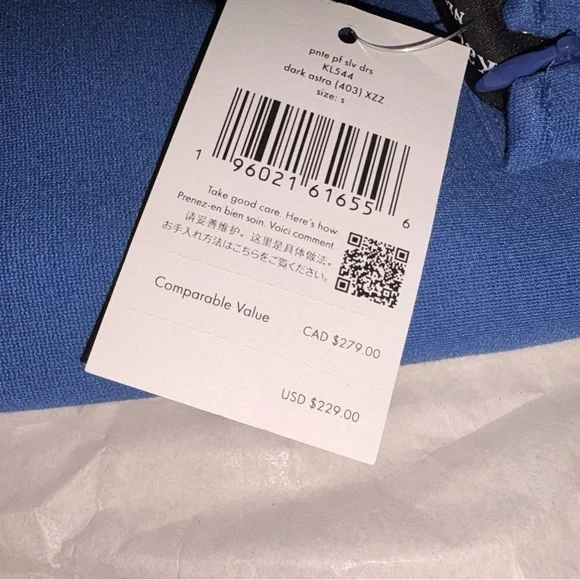 pnte pf slv drs
KL544
dark astra (403) XZZ
size: s
1 96021 61655 6
Take good care. Here's how.
Prenez-en bien soin. Voici comment.
请妥善维护。这里是具体做法。
お手入れ方法はこちらをご覧ください。
Comparable Value
CAD $279.00
USD $229.00